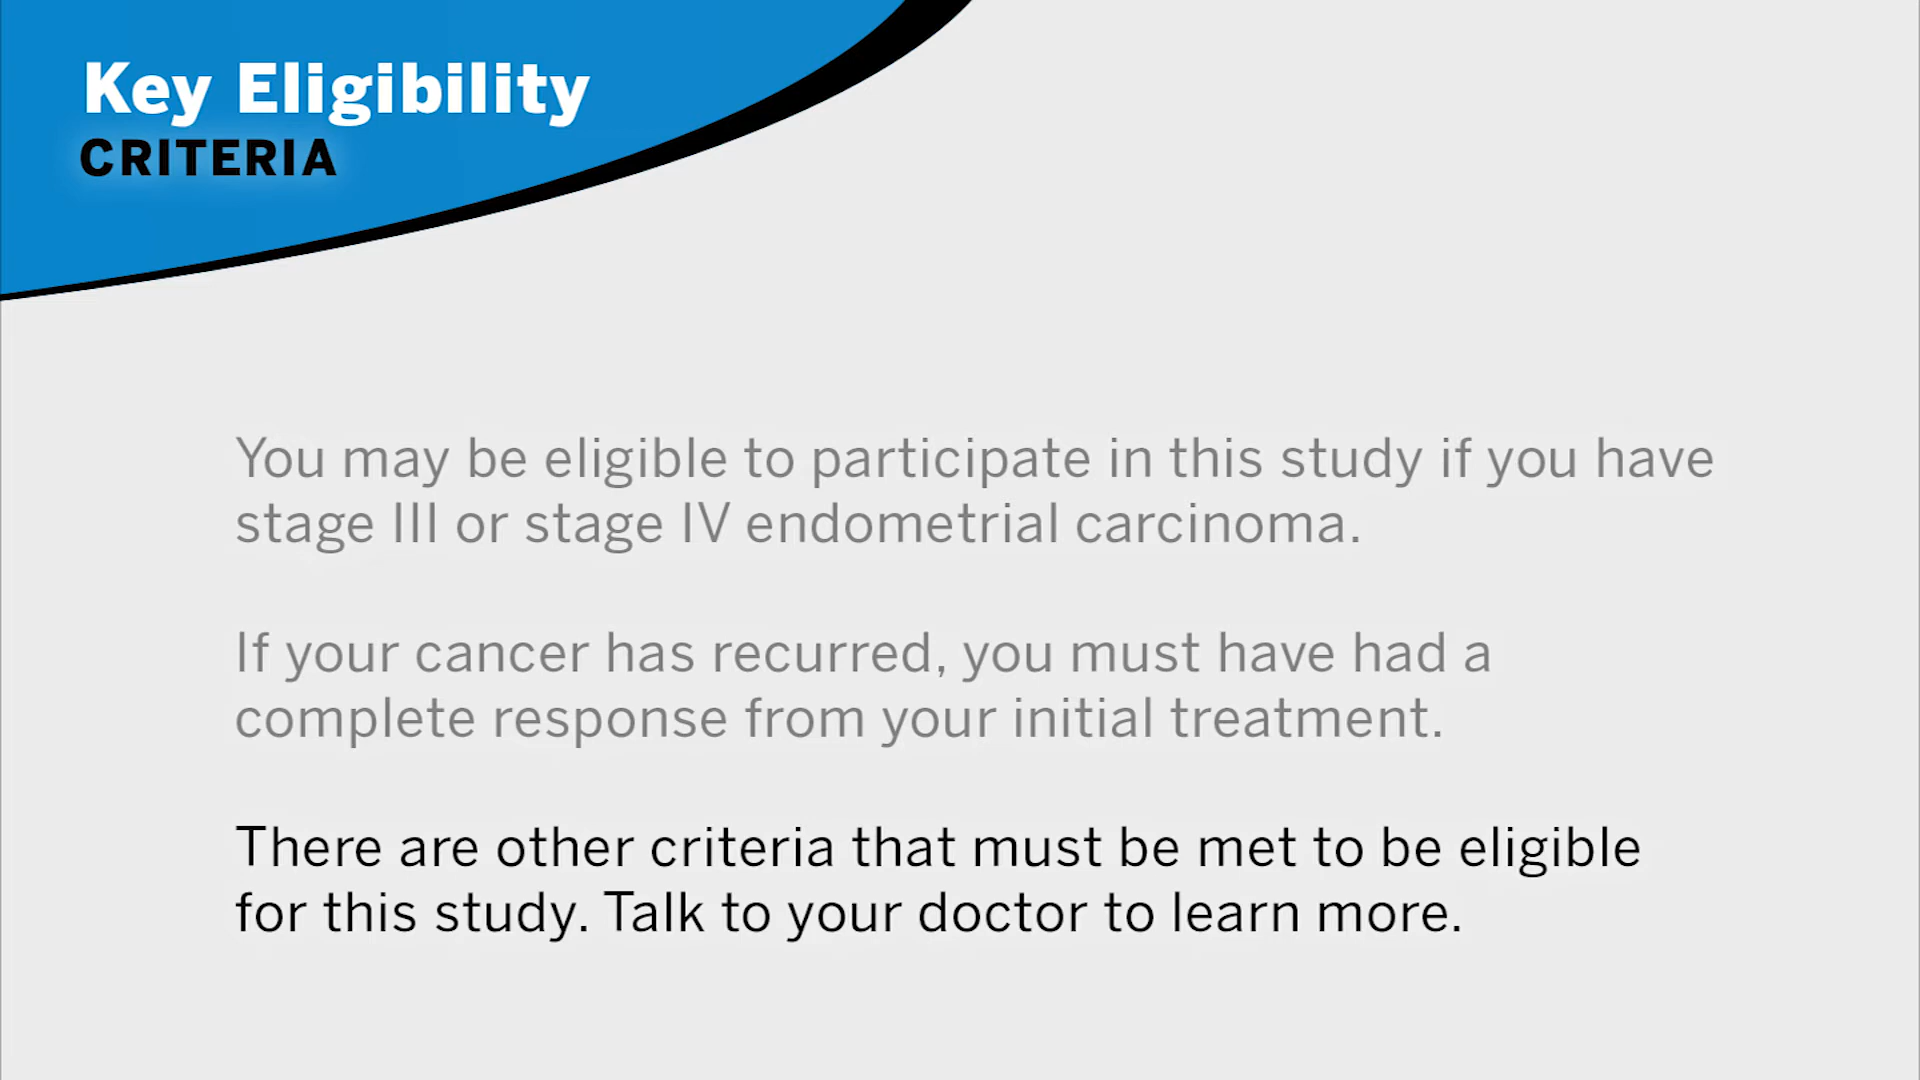 Key Eligibility
CRITERIA
You may be eligible to participate in this study if you have
stage III or stage IV endometrial carcinoma.
If your cancer has recurred, you must have had a
complete response from your initial treatment.
There are other criteria that must be met to be eligible
for this study. Talk to your doctor to learn more.